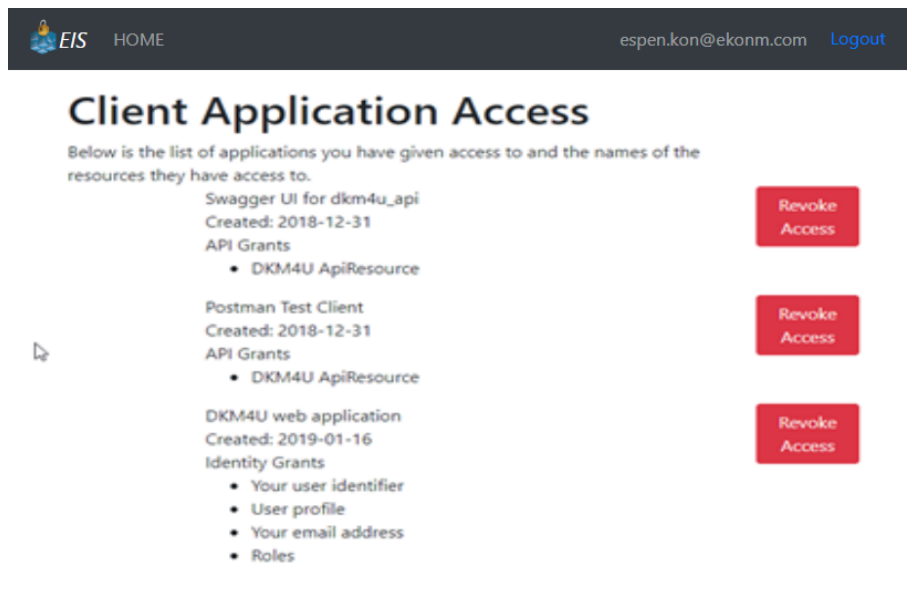 EIS HOME espen.kon@ekonm.com Logout
Client Application Access
Below is the list of applications you have given access to and the names of the
resources they have access to.
Swagger UI for dkm4u_api
Created: 2018-12-31
API Grants
• DKM4U ApiResource
Revoke
Access
Postman Test Client
Created: 2018-12-31
API Grants
• DKM4U ApiResource
Revoke
Access
DKM4U web application
Created: 2019-01-16
Identity Grants
• Your user identifier
• User profile
• Your email address
• Roles
Revoke
Access